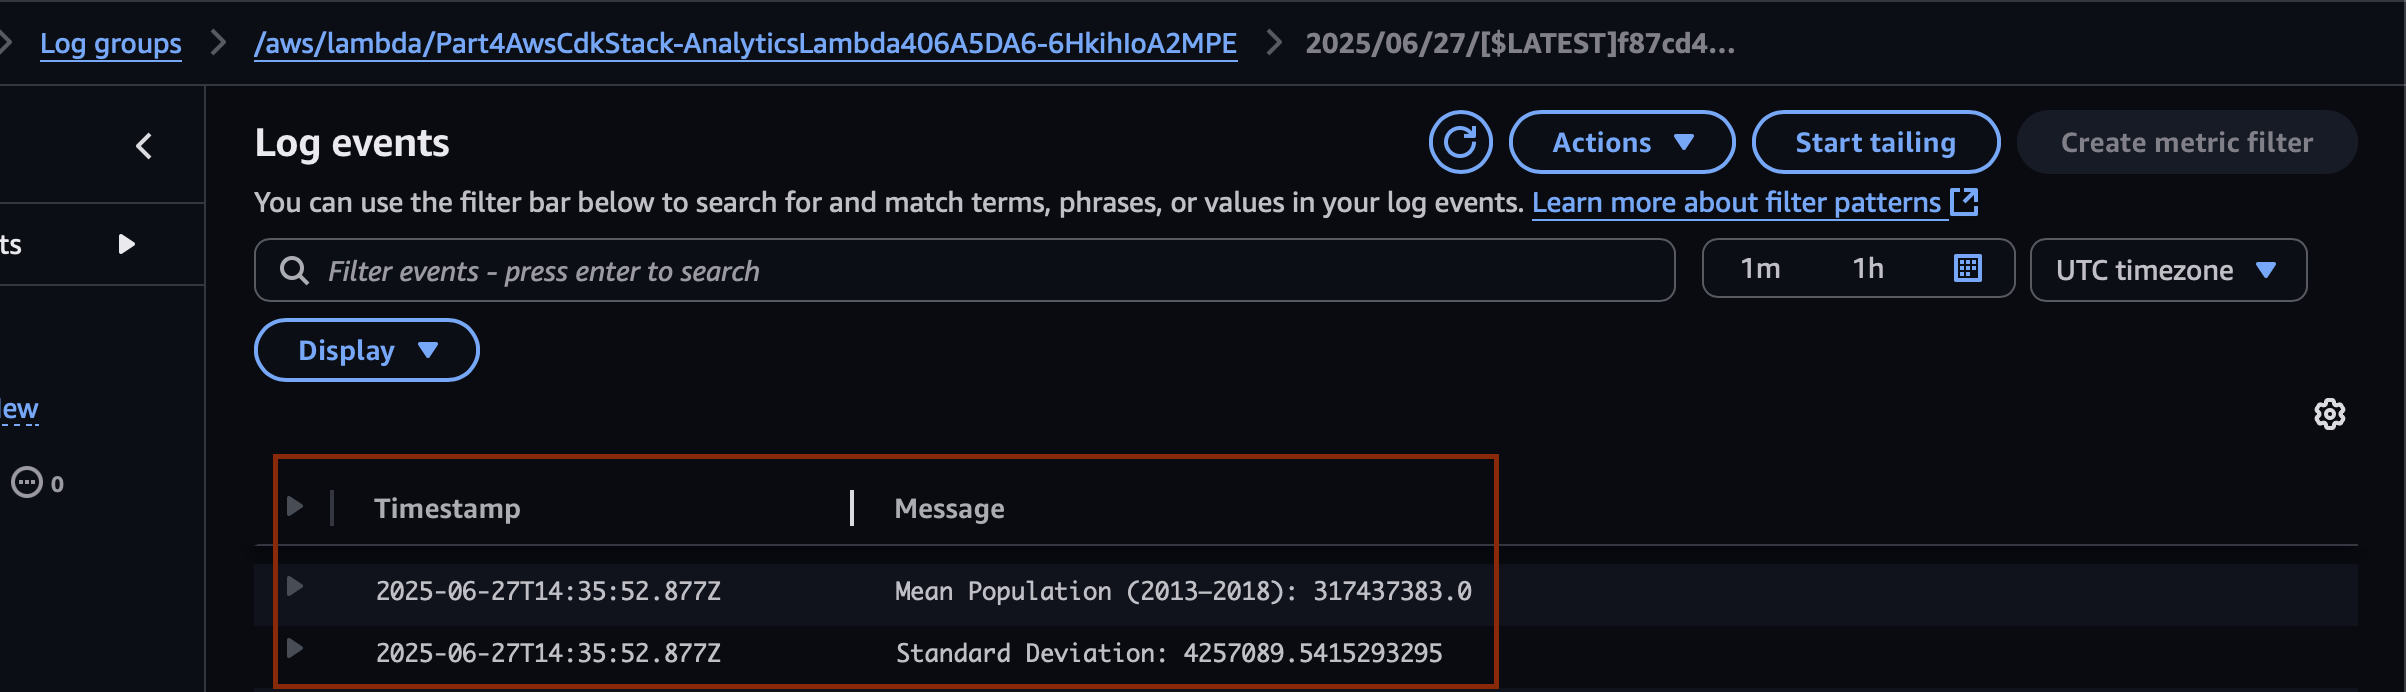 Log groups
/aws/lambda/Part4AwsCdkStack-AnalyticsLambda406A5DA6-6HkihIoA2MPE
2025/06/27/[$LATEST]f87cd4...
Log events
Actions
Start tailing
Create metric filter
You can use the filter bar below to search for and match terms, phrases, or values in your log events. Learn more about filter patterns
ts
Filter events - press enter to search
1m
1h
UTC timezone
Display
ew
0
Timestamp
Message
2025-06-27T14:35:52.877Z
Mean Population (2013–2018): 317437383.0
2025-06-27T14:35:52.877Z
Standard Deviation: 4257089.5415293295